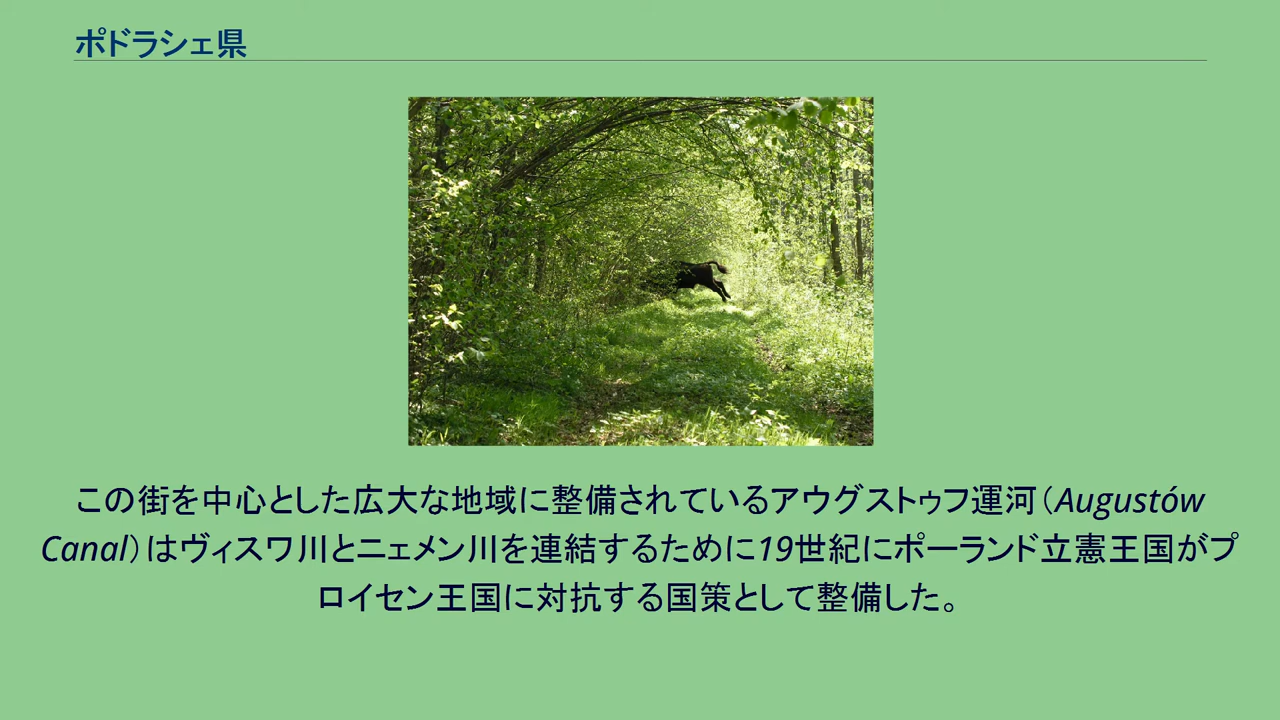 ポドラシェ県
この街を中心とした広大な地域に整備されているアウグストゥフ運河（Augustów
Canal）はヴィスワ川とニェメン川を連結するために19世紀にポーランド立憲王国がプ
ロイセン王国に対抗する国策として整備した。